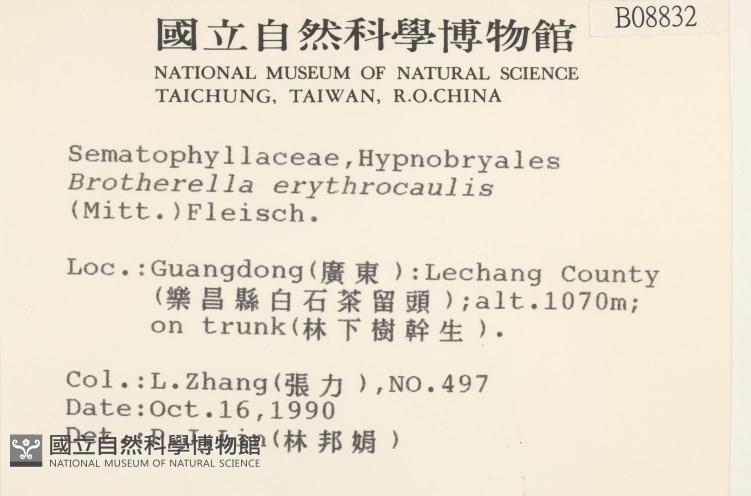 國立自然科學博物館
B08832
NATIONAL MUSEUM OF NATURAL SCIENCE
TAICHUNG, TAIWAN, R.O.CHINA
Sematophyllaceae,Hypnobryales
Brotherella erythrocaulis
(Mitt.)Fleisch.
Loc.:Guangdong(廣東):Lechang County
(樂昌縣白石茶留頭);alt.1070m;
on trunk(林下樹幹生).
Col.:L.Zhang(張力),NO.497
Date:Oct.16,1990
Det.:P.J.Lin(林邦娟)
國立自然科學博物館
NATIONAL MUSEUM OF NATURAL SCIENCE